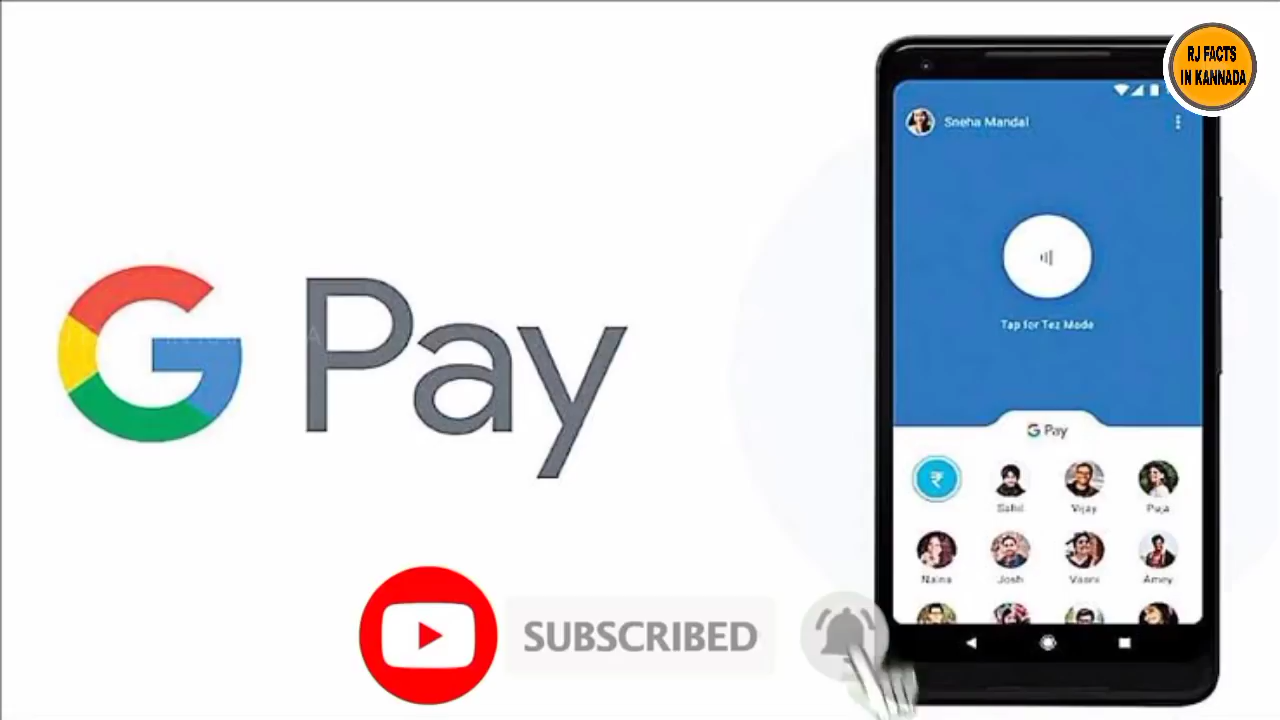 RJ FACTS
IN KANNADA
Sneha Mandal
G Pay
Tap for Tez Mode
G Pay
₹
Sahil Vijay Puja
Naina Josh Vaani Amey
SUBSCRIBED